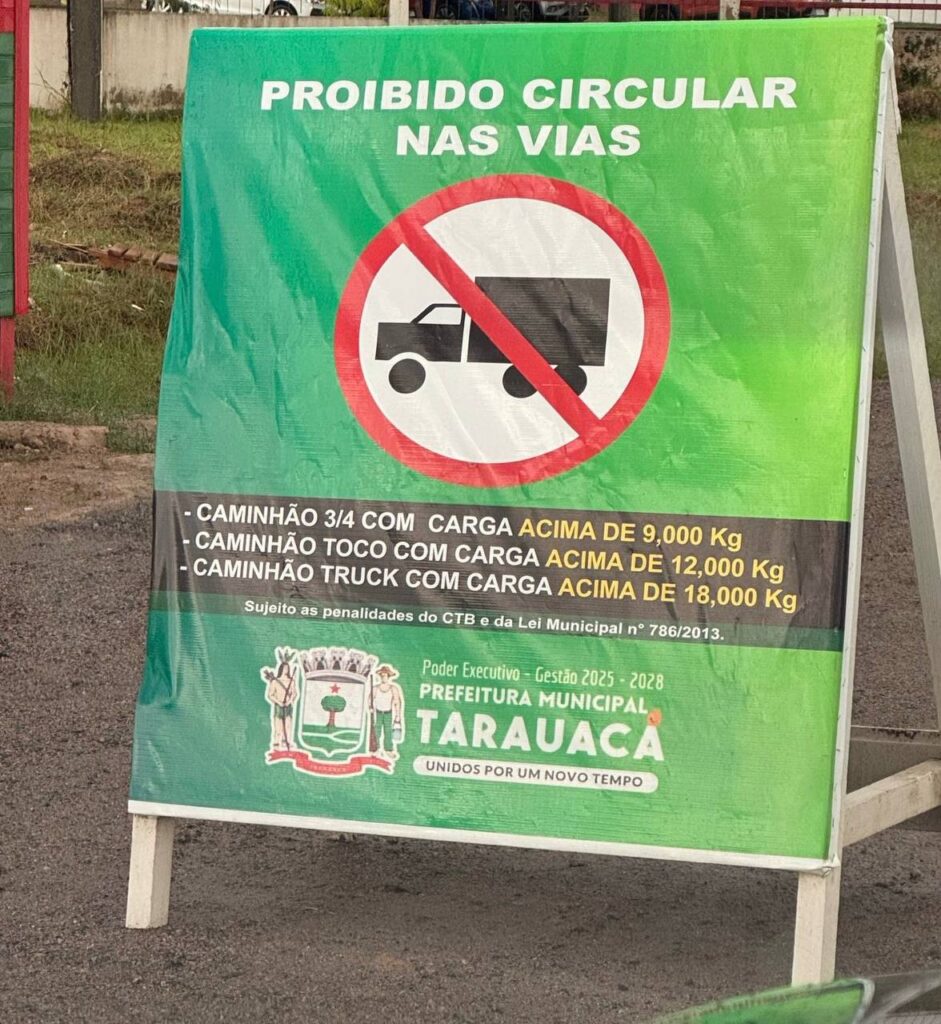 PROIBIDO CIRCULAR
NAS VIAS
- CAMINHÃO 3/4 COM CARGA ACIMA DE 9,000 Kg
- CAMINHÃO TOCO COM CARGA ACIMA DE 12,000 Kg
- CAMINHÃO TRUCK COM CARGA ACIMA DE 18,000 Kg
Sujeito as penalidades do CTB e da Lei Municipal n° 786/2013.
Poder Executivo - Gestão 2025 - 2028
PREFEITURA MUNICIPAL
TARAUACÁ
UNIDOS POR UM NOVO TEMPO